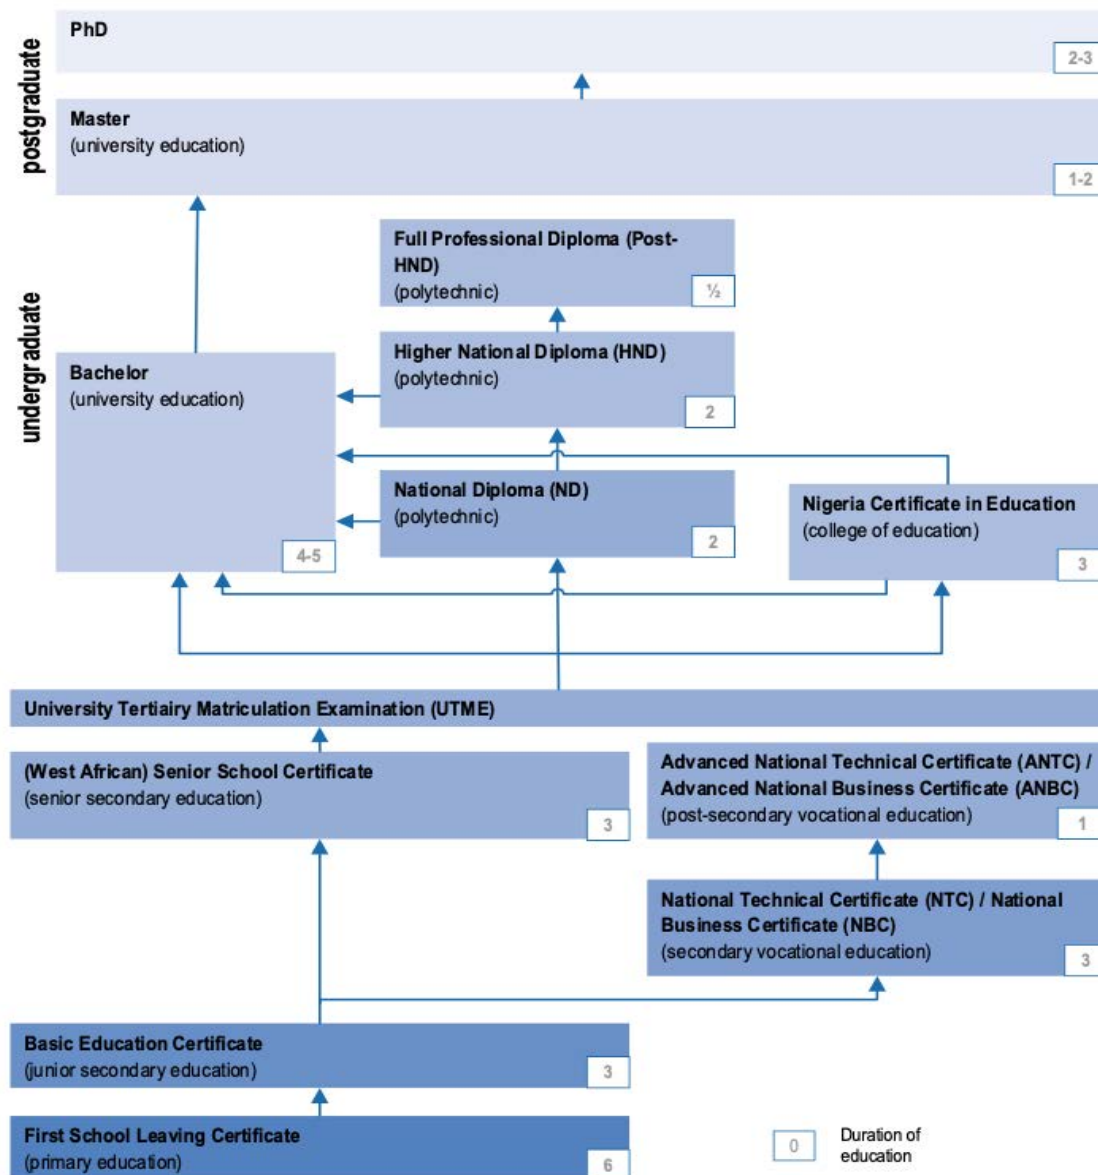 postgraduate
PhD
2-3
Master
(university education)
1-2
undergraduate
Full Professional Diploma (Post-
HND)
(polytechnic)
½
Higher National Diploma (HND)
(polytechnic)
2
Bachelor
(university education)
4-5
National Diploma (ND)
(polytechnic)
2
Nigeria Certificate in Education
(college of education)
3
University Tertiairy Matriculation Examination (UTME)
(West African) Senior School Certificate
(senior secondary education)
3
Advanced National Technical Certificate (ANTC) /
Advanced National Business Certificate (ANBC)
(post-secondary vocational education)
1
National Technical Certificate (NTC) / National
Business Certificate (NBC)
(secondary vocational education)
3
Basic Education Certificate
(junior secondary education)
3
First School Leaving Certificate
(primary education)
6
0
Duration of
education